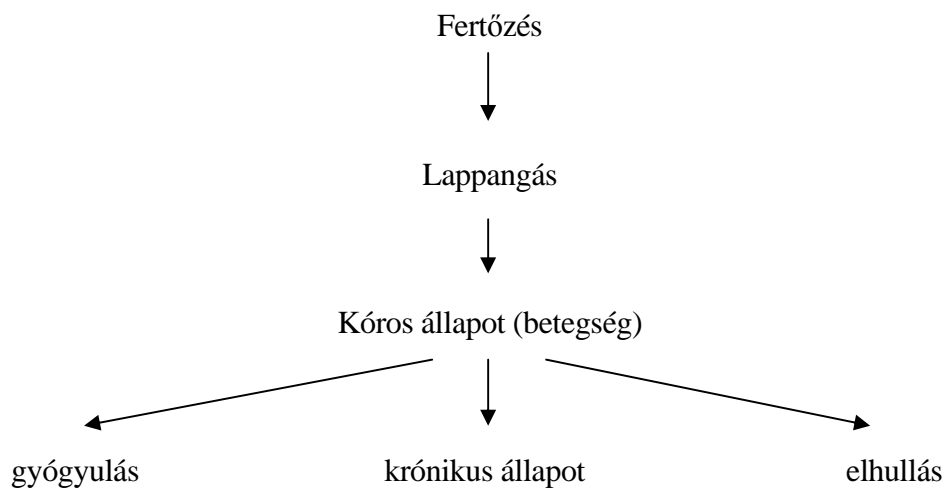 Fertőzés
Lappangás
Kóros állapot (betegség)
gyógyulás krónikus állapot elhullás